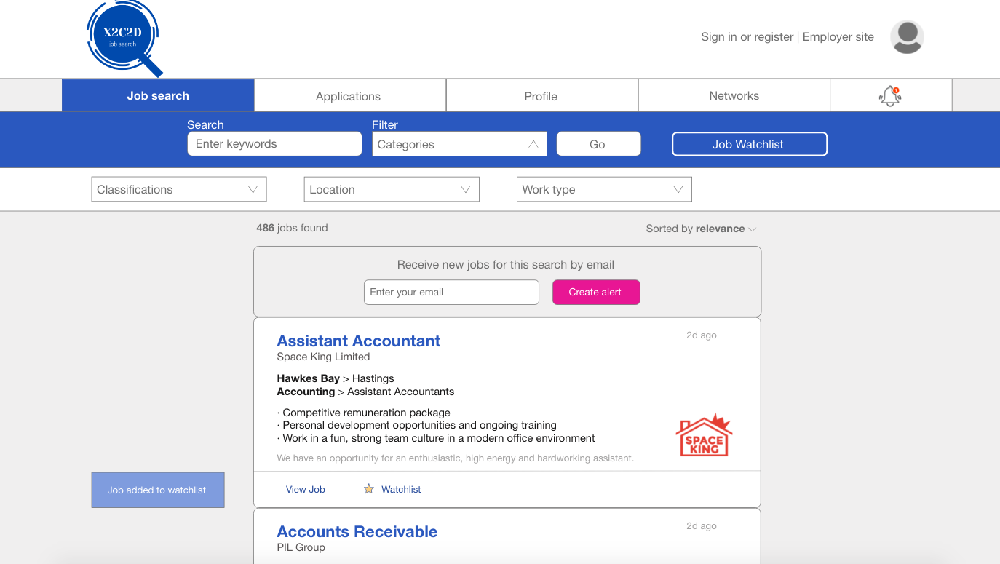 X2C2D
job search
Sign in or register | Employer site
Job search
Applications
Profile
Networks
Search
Filter
Enter keywords
Categories
Go
Job Watchlist
Classifications
Location
Work type
486 jobs found
Sorted by relevance
Receive new jobs for this search by email
Enter your email
Create alert
Assistant Accountant
2d ago
Space King Limited
Hawkes Bay > Hastings
Accounting > Assistant Accountants
· Competitive remuneration package
· Personal development opportunities and ongoing training
· Work in a fun, strong team culture in a modern office environment
SPACE
KING
We have an opportunity for an enthusiastic, high energy and hardworking assistant.
Job added to watchlist
View Job
Watchlist
Accounts Receivable
2d ago
PIL Group